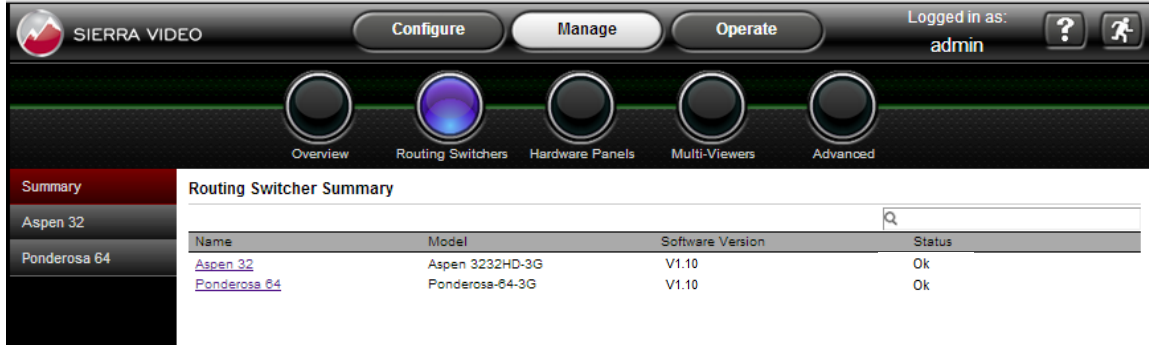 SIERRA VIDEO
Configure Manage Operate
Logged in as:
admin
?
Overview Routing Switchers Hardware Panels Multi-Viewers Advanced
Summary
Aspen 32
Ponderosa 64
Routing Switcher Summary
Name Model Software Version Status
Aspen 32 Aspen 3232HD-3G V1.10 Ok
Ponderosa 64 Ponderosa-64-3G V1.10 Ok